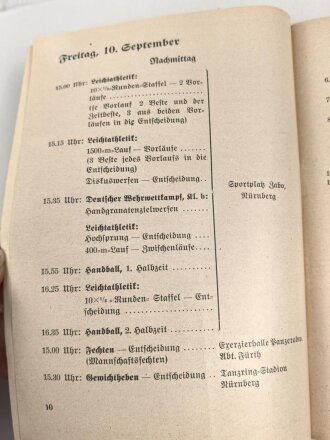 Freitag, 10. September
Nachmittag
15.00 Uhr: Leichtathletik:
10×½-Runden-Staffel — 2 Vor-
läufe
(je Vorlauf 2 Beste und der
Zeitbeste, 3 aus beiden Vor-
läufen in die Entscheidung)
15.15 Uhr: Leichtathletik:
1500-m-Lauf — Vorläufe
(3 Beste jedes Vorlaufs in die
Entscheidung)
Diskuswerfen — Entscheidung
15.35 Uhr: Deutscher Wehrwettkampf, Kl. b:
Handgranatenzielwerfen
Leichtathletik:
Hochsprung — Entscheidung
400-m-Lauf — Zwischenläufe
15.55 Uhr: Handball, 1. Halbzeit
16.25 Uhr: Leichtathletik:
10×½-Runden-Staffel — Ent-
scheidung
16.35 Uhr: Handball, 2. Halbzeit
Sportplatz Zabo,
Nürnberg
15.00 Uhr: Fechten — Entscheidung
(Mannschaftsfechten)
Exerzierhalle Panzer
Abt. Fürth
15.30 Uhr: Gewichtheben — Entscheidung
Tanzring-Stadion
Nürnberg
10